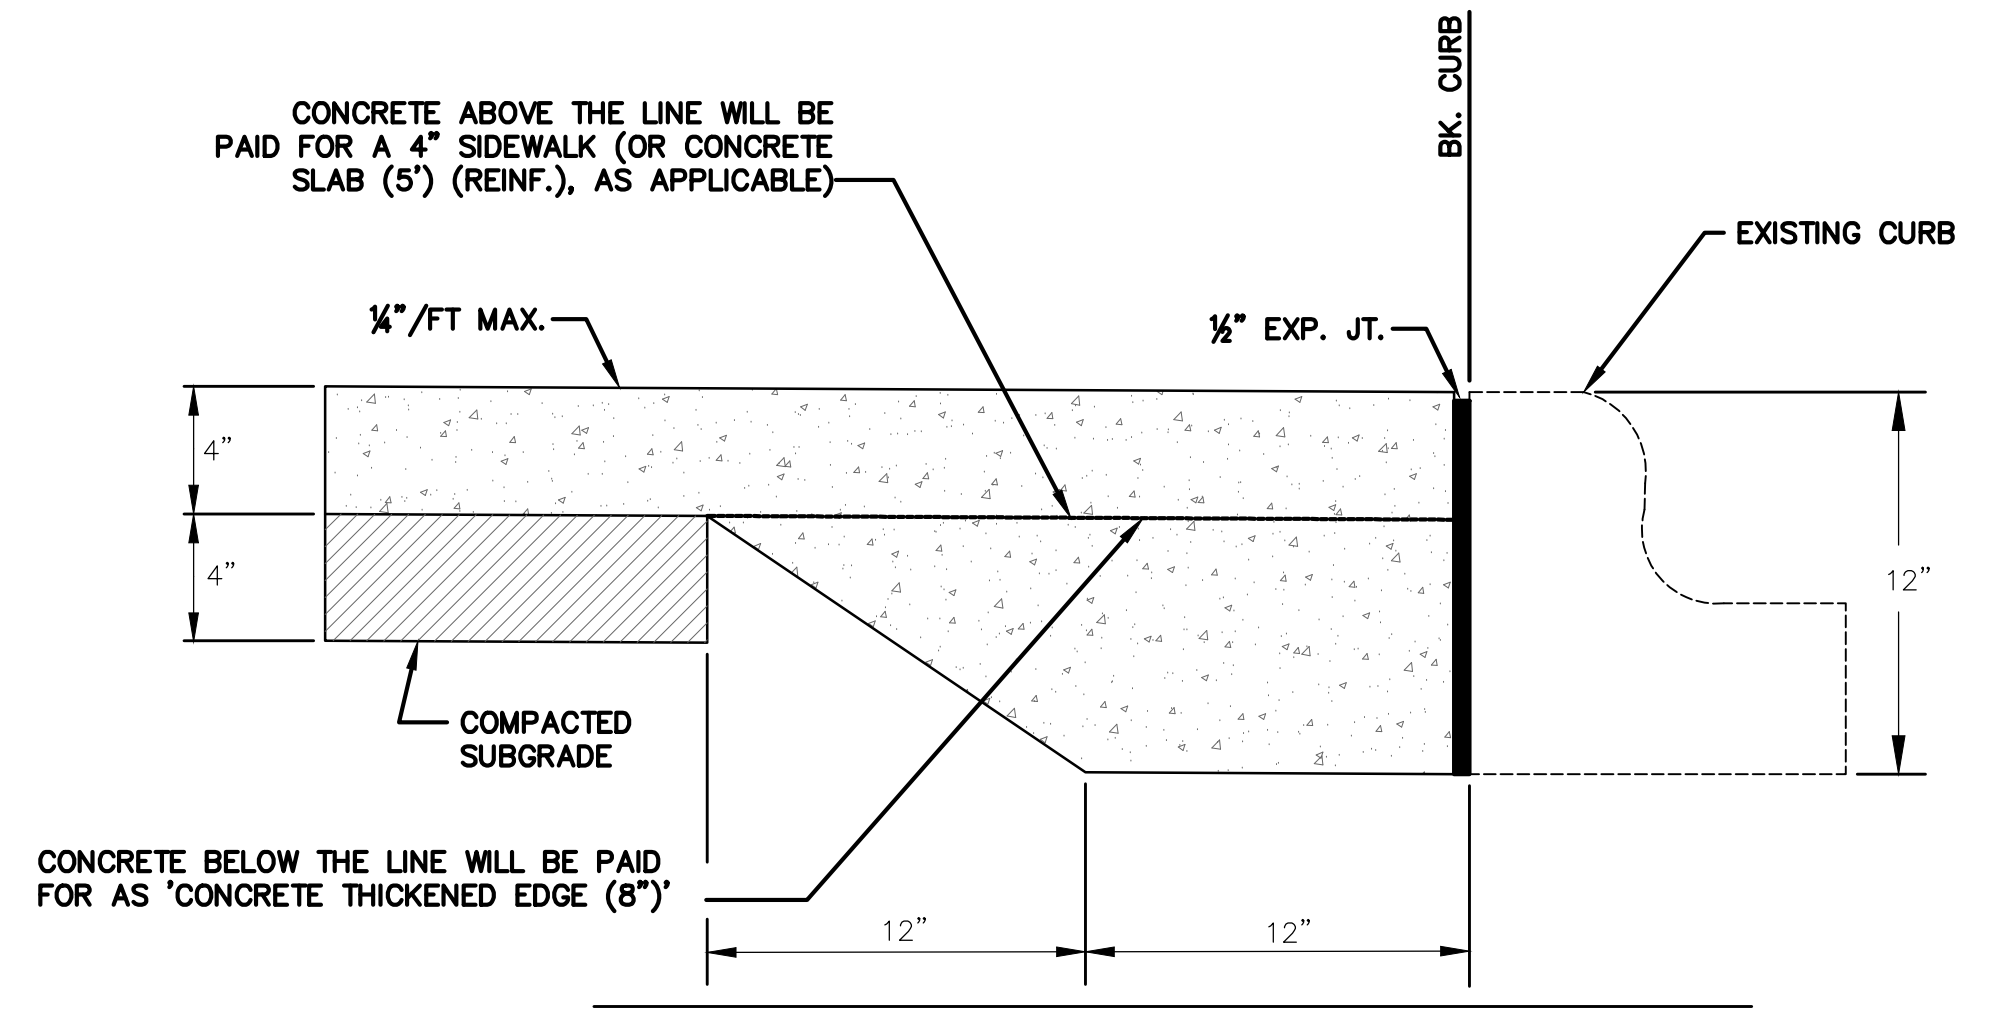 BK. CURB
CONCRETE ABOVE THE LINE WILL BE
PAID FOR A 4" SIDEWALK (OR CONCRETE
SLAB (5') (REINF.), AS APPLICABLE)
EXISTING CURB
¼"/FT MAX.
½" EXP. JT.
4"
4"
12"
COMPACTED
SUBGRADE
CONCRETE BELOW THE LINE WILL BE PAID
FOR AS 'CONCRETE THICKENED EDGE (8")'
12"
12"